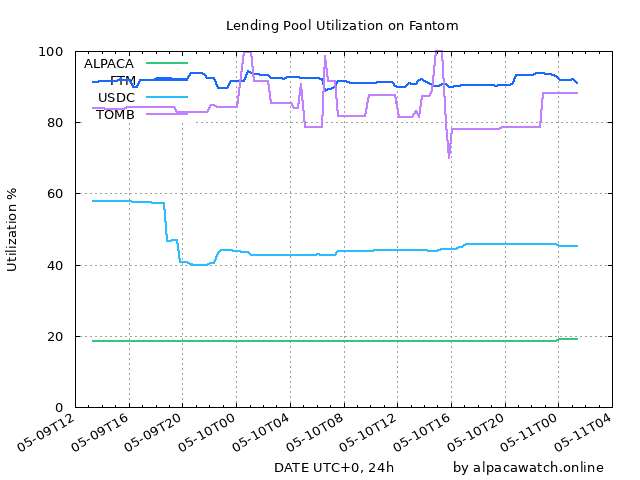 Lending Pool Utilization on Fantom
Utilization %
100
80
60
40
20
0
ALPACA
FTM
USDC
TOMB
05-09T12
05-09T16
05-09T20
05-10T00
05-10T04
05-10T08
05-10T12
05-10T16
05-10T20
05-11T00
05-11T04
DATE UTC+0, 24h
by alpacawatch.online